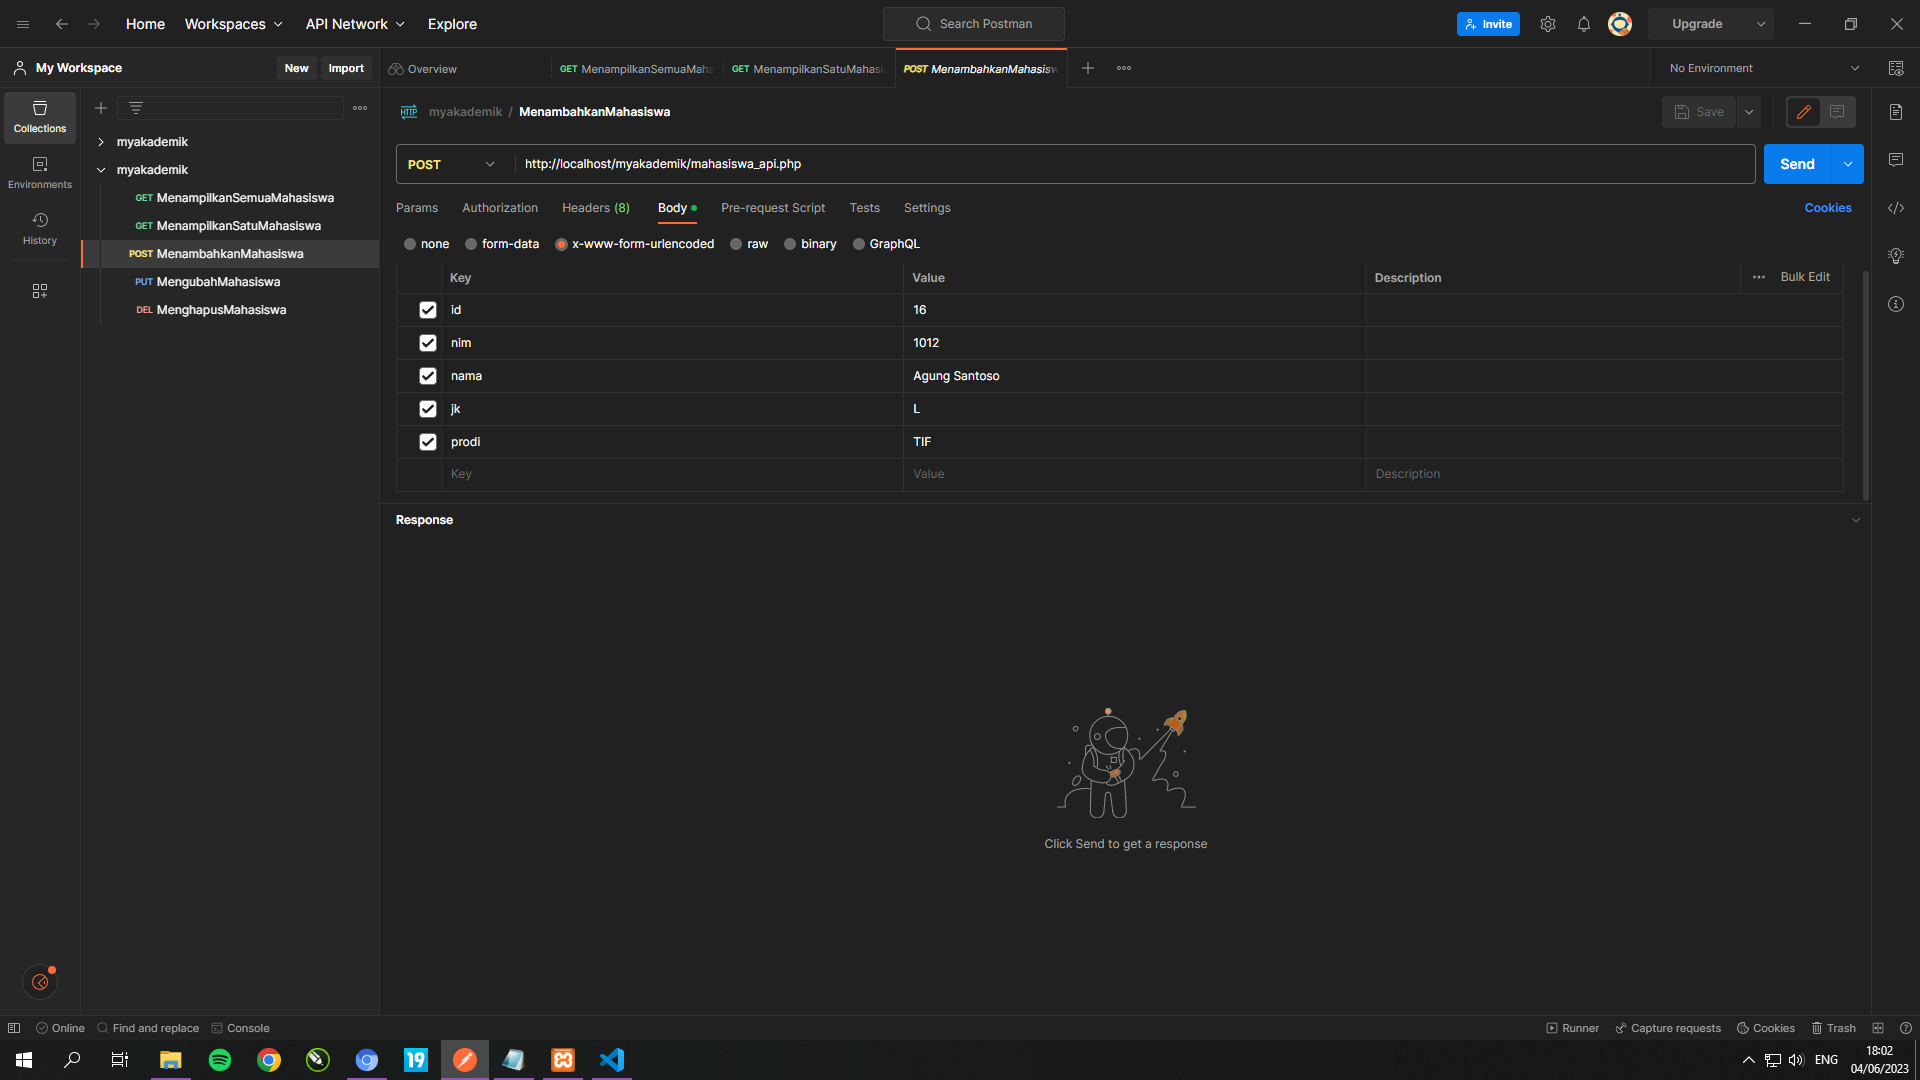 Home Workspaces API Network Explore Search Postman Invite Upgrade
My Workspace New Import Overview GET MenampilkanSemuaMaha GET MenampilkanSatuMahasis POST MenambahkanMahasisw No Environment
Collections
Environments
History
myakademik
myakademik
GET MenampilkanSemuaMahasiswa
GET MenampilkanSatuMahasiswa
POST MenambahkanMahasiswa
PUT MengubahMahasiswa
DEL MenghapusMahasiswa
HTTP myakademik / MenambahkanMahasiswa Save
POST http://localhost/myakademik/mahasiswa_api.php Send
Params Authorization Headers (8) Body Pre-request Script Tests Settings Cookies
none form-data x-www-form-urlencoded raw binary GraphQL
Key Value Description Bulk Edit
id 16
nim 1012
nama Agung Santoso
jk L
prodi TIF
Key Value Description
Response
Click Send to get a response
Online Find and replace Console Runner Capture requests Cookies Trash
19 ENG 18:02
04/06/2023